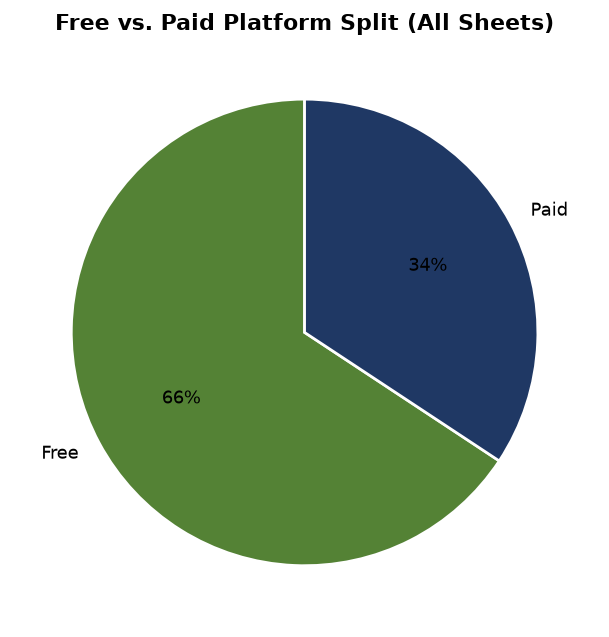 Free vs. Paid Platform Split (All Sheets)
Paid
34%
66%
Free